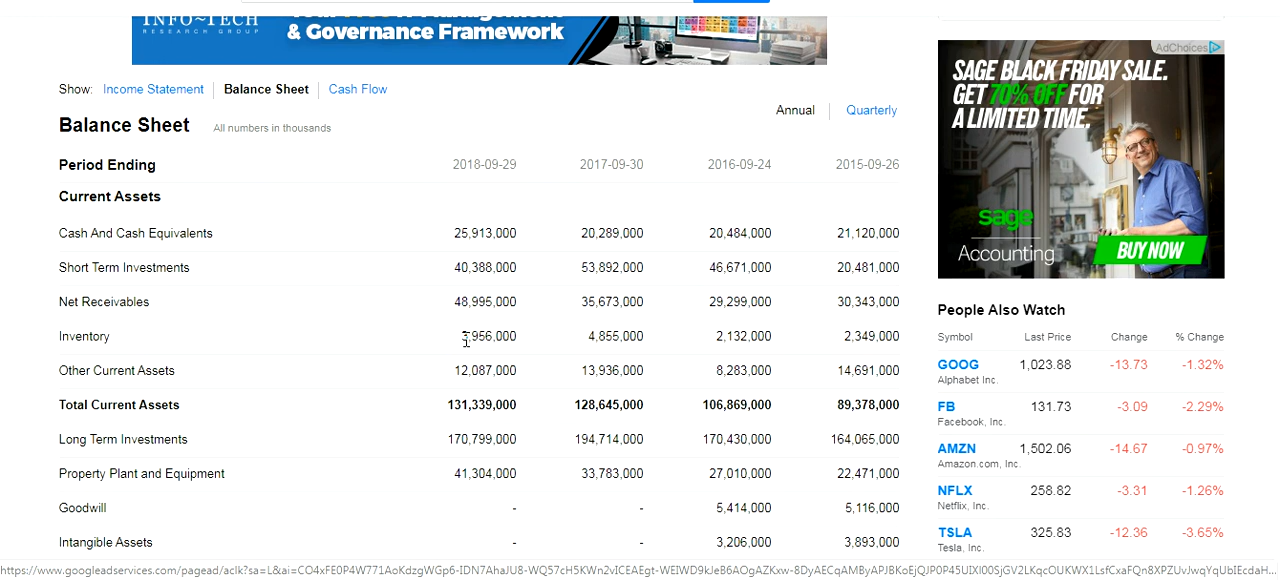 INFO~TECH
RESEARCH GROUP
& Governance Framework
Show: Income Statement Balance Sheet Cash Flow
Annual Quarterly
Balance Sheet All numbers in thousands
Period Ending 2018-09-29 2017-09-30 2016-09-24 2015-09-26
Current Assets
Cash And Cash Equivalents 25,913,000 20,289,000 20,484,000 21,120,000
Short Term Investments 40,388,000 53,892,000 46,671,000 20,481,000
Net Receivables 48,995,000 35,673,000 29,299,000 30,343,000
Inventory 3,956,000 4,855,000 2,132,000 2,349,000
Other Current Assets 12,087,000 13,936,000 8,283,000 14,691,000
Total Current Assets 131,339,000 128,645,000 106,869,000 89,378,000
Long Term Investments 170,799,000 194,714,000 170,430,000 164,065,000
Property Plant and Equipment 41,304,000 33,783,000 27,010,000 22,471,000
Goodwill - - 5,414,000 5,116,000
Intangible Assets - - 3,206,000 3,893,000
AdChoices
SAGE BLACK FRIDAY SALE.
GET 70% OFF FOR
A LIMITED TIME.
sage
Accounting
BUY NOW
People Also Watch
Symbol Last Price Change % Change
GOOG 1,023.88 -13.73 -1.32%
Alphabet Inc.
FB 131.73 -3.09 -2.29%
Facebook, Inc.
AMZN 1,502.06 -14.67 -0.97%
Amazon.com, Inc.
NFLX 258.82 -3.31 -1.26%
Netflix, Inc.
TSLA 325.83 -12.36 -3.65%
Tesla, Inc.